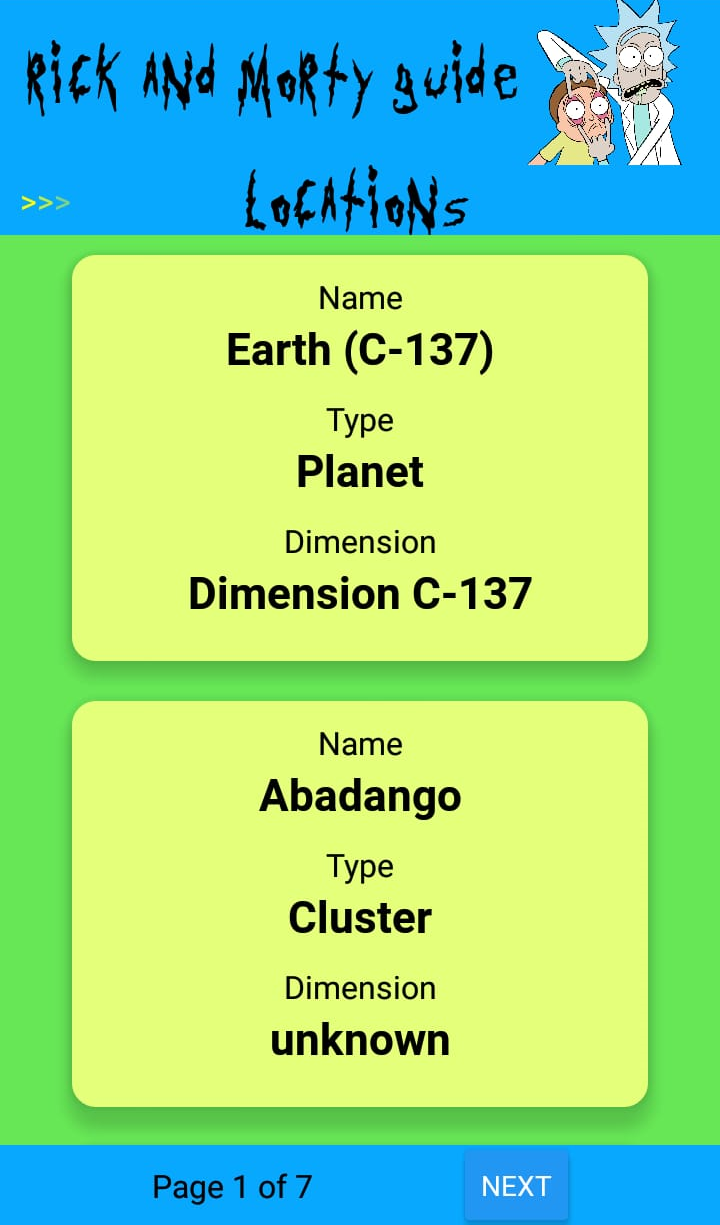 Rick and Morty guide
Locations
>>>
Name
Earth (C-137)
Type
Planet
Dimension
Dimension C-137
Name
Abadango
Type
Cluster
Dimension
unknown
Page 1 of 7
NEXT